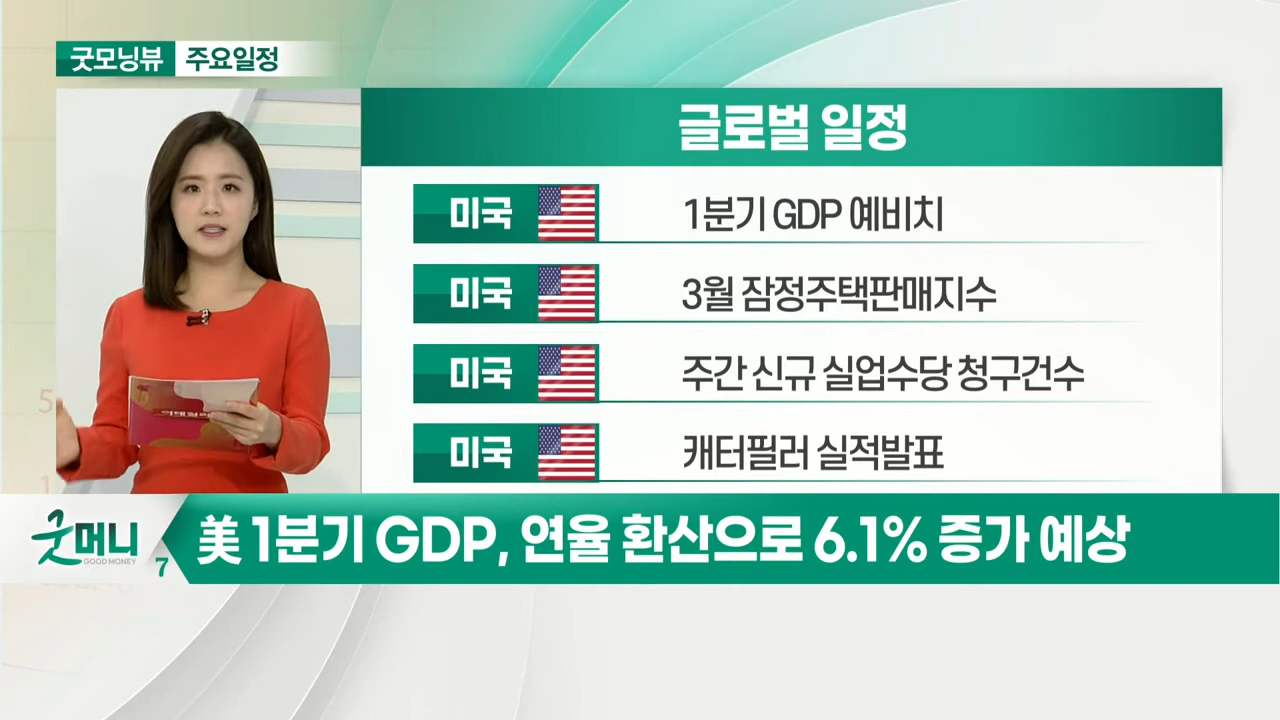 굿모닝뷰 주요일정
글로벌 일정
미국 1분기 GDP 예비치
미국 3월 잠정주택판매지수
미국 주간 신규 실업수당 청구건수
미국 캐터필러 실적발표
굿머니
GOOD MONEY
7
美 1분기 GDP, 연율 환산으로 6.1% 증가 예상
5
1